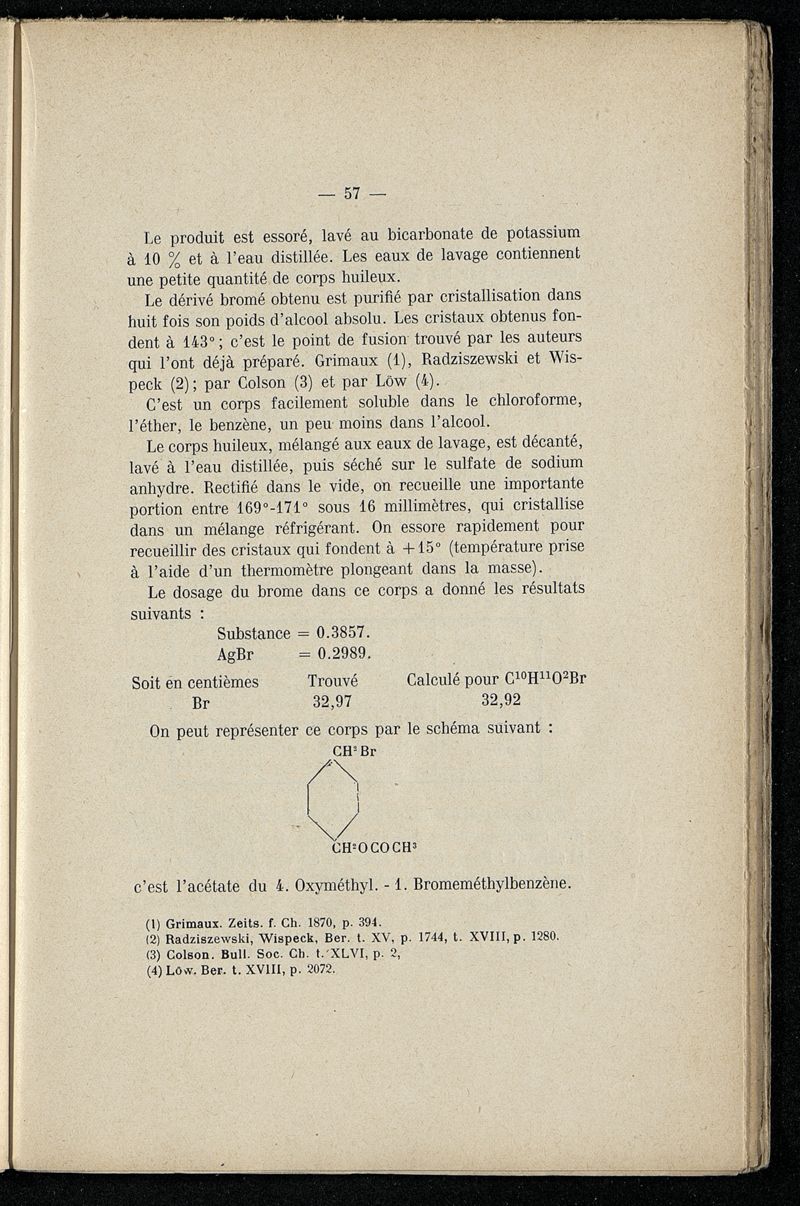 — 57 —
Le produit est essoré, lavé au bicarbonate de potassium
à 10 % et à l'eau distillée. Les eaux de lavage contiennent
une petite quantité de corps huileux.
Le dérivé bromé obtenu est purifié par cristallisation dans
huit fois son poids d'alcool absolu. Les cristaux obtenus fon-
dent à 143°; c'est le point de fusion trouvé par les auteurs
qui l'ont déjà préparé. Grimaux (1), Radziszewski et Wis-
peck (2); par Colson (3) et par Löw (4).
C'est un corps facilement soluble dans le chloroforme,
l'éther, le benzène, un peu moins dans l'alcool.
Le corps huileux, mélangé aux eaux de lavage, est décanté,
lavé à l'eau distillée, puis séché sur le sulfate de sodium
anhydre. Rectifié dans le vide, on recueille une importante
portion entre 169°-171° sous 16 millimètres, qui cristallise
dans un mélange réfrigérant. On essore rapidement pour
recueillir des cristaux qui fondent à +15° (température prise
à l'aide d'un thermomètre plongeant dans la masse).
Le dosage du brome dans ce corps a donné les résultats
suivants :
Substance = 0.3857.
AgBr = 0.2989.
Soit en centièmes Trouvé Calculé pour C¹⁰H¹¹O²Br
Br 32,97 32,92
On peut représenter ce corps par le schéma suivant :
CH² Br
CH²OCOCH³
c'est l'acétate du 4. Oxyméthyl. - 1. Bromeméthylbenzène.
(1) Grimaux. Zeits. f. Ch. 1870, p. 394.
(2) Radziszewski, Wispeck, Ber. t. XV, p. 1744, t. XVIII, p. 1280.
(3) Colson. Bull. Soc. Ch. t. XLVI, p. 2,
(4) Löw. Ber. t. XVIII, p. 2072.